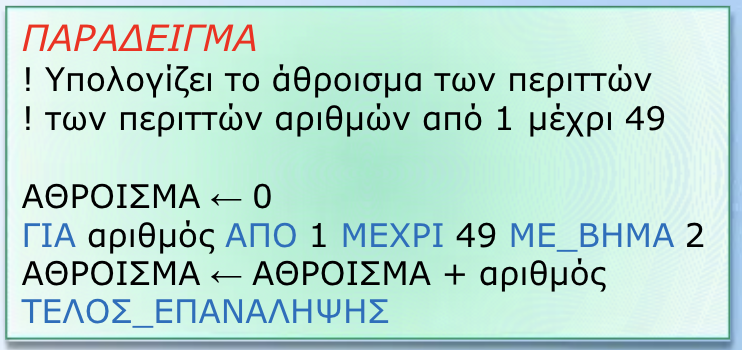 ΠΑΡΑΔΕΙΓΜΑ
! Υπολογίζει το άθροισμα των περιττών
! των περιττών αριθμών από 1 μέχρι 49
ΑΘΡΟΙΣΜΑ ← 0
ΓΙΑ αριθμός ΑΠΟ 1 ΜΕΧΡΙ 49 ΜΕ_ΒΗΜΑ 2
ΑΘΡΟΙΣΜΑ ← ΑΘΡΟΙΣΜΑ + αριθμός
ΤΕΛΟΣ_ΕΠΑΝΑΛΗΨΗΣ